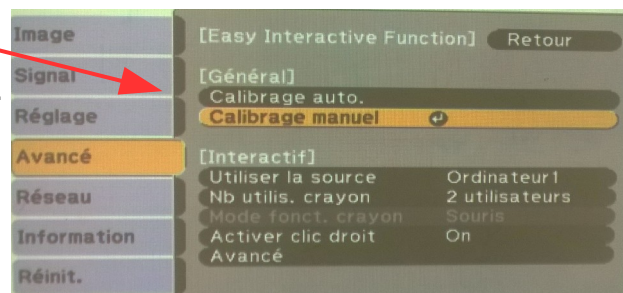 Image
Signal
Réglage
Avancé
Réseau
Information
Réinit.
[Easy Interactive Function] Retour
[Général]
Calibrage auto.
Calibrage manuel
[Interactif]
Utiliser la source Ordinateur1
Nb utilis. crayon 2 utilisateurs
Mode fonct. crayon Souris
Activer clic droit On
Avancé